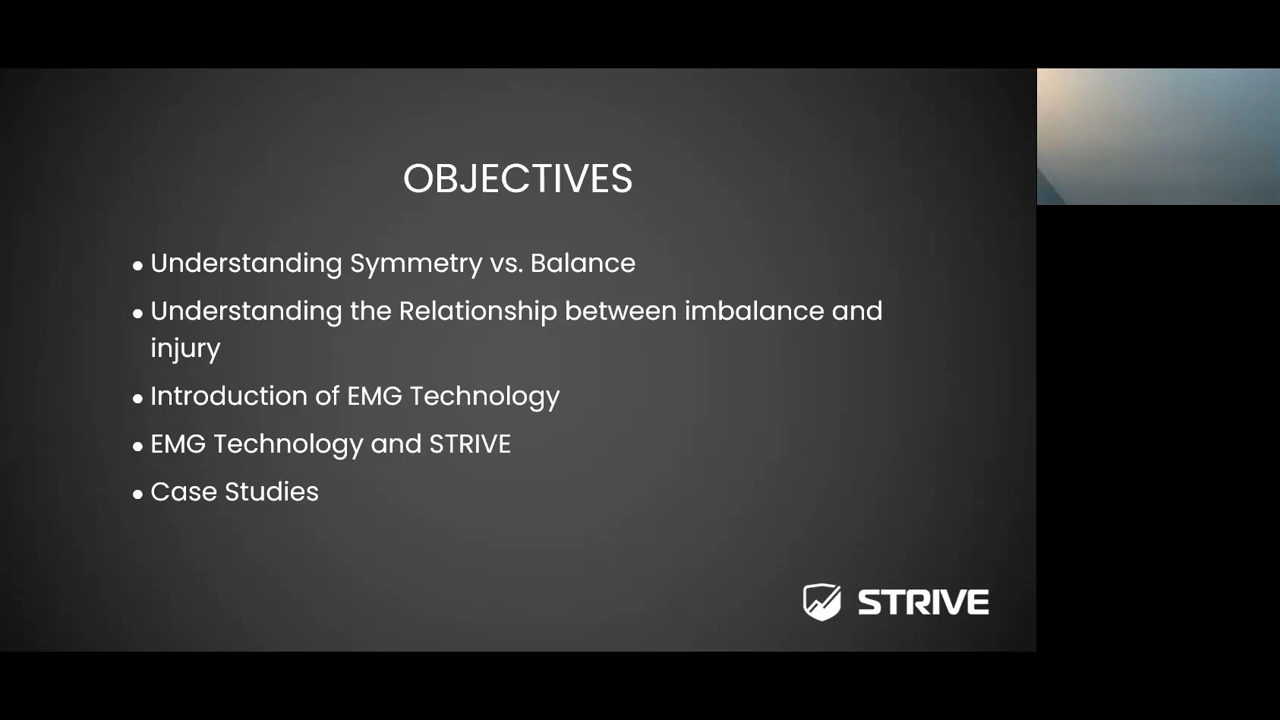 OBJECTIVES
• Understanding Symmetry vs. Balance
• Understanding the Relationship between imbalance and
injury
• Introduction of EMG Technology
• EMG Technology and STRIVE
• Case Studies
STRIVE